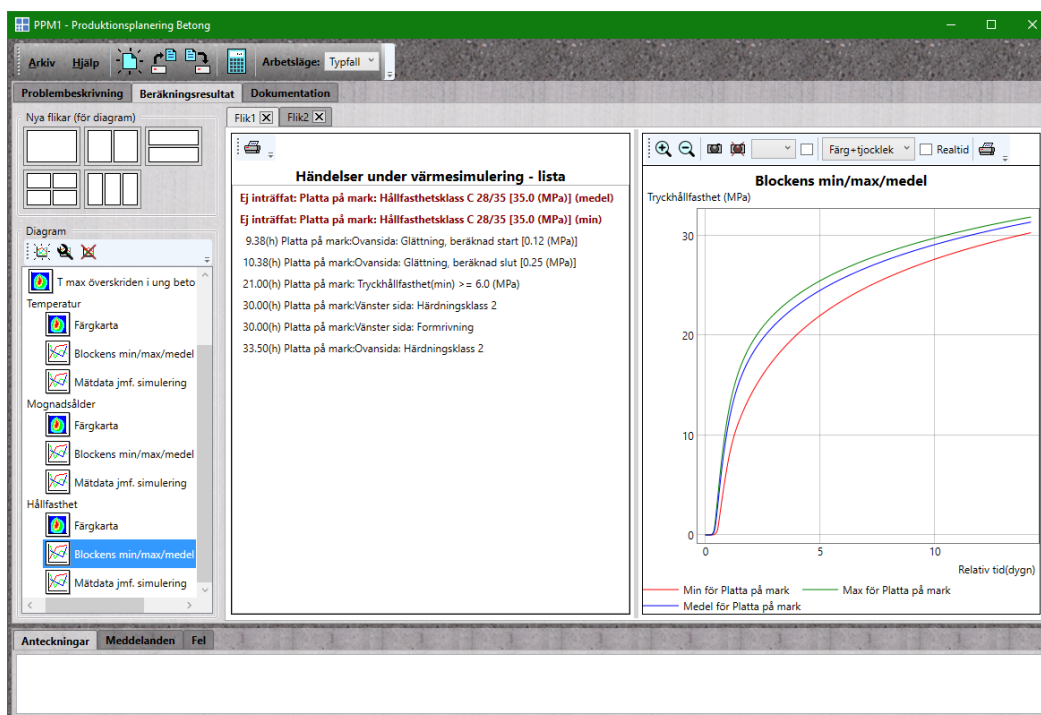 PPM1 - Produktionsplanering Betong
Arkiv Hjälp Arbetsläge: Typfall
Problembeskrivning Beräkningsresultat Dokumentation
Nya flikar (för diagram)
Diagram
T max överskriden i ung beto
Temperatur
Färgkarta
Blockens min/max/medel
Mätdata jmf. simulering
Mognadsålder
Färgkarta
Blockens min/max/medel
Mätdata jmf. simulering
Hållfasthet
Färgkarta
Blockens min/max/medel
Mätdata jmf. simulering
Flik1 Flik2
Händelser under värmesimulering - lista
Ej inträffat: Platta på mark: Hållfasthetsklass C 28/35 [35.0 (MPa)] (medel)
Ej inträffat: Platta på mark: Hållfasthetsklass C 28/35 [35.0 (MPa)] (min)
9.38(h) Platta på mark:Ovansida: Glättning, beräknad start [0.12 (MPa)]
10.38(h) Platta på mark:Ovansida: Glättning, beräknad slut [0.25 (MPa)]
21.00(h) Platta på mark: Tryckhållfasthet(min) >= 6.0 (MPa)
30.00(h) Platta på mark:Vänster sida: Härdningsklass 2
30.00(h) Platta på mark:Vänster sida: Formrivning
33.50(h) Platta på mark:Ovansida: Härdningsklass 2
Färg+tjocklek Realtid
Blockens min/max/medel
Tryckhållfasthet (MPa)
30
20
10
0
0 5 10
Relativ tid(dygn)
Min för Platta på mark Max för Platta på mark
Medel för Platta på mark
Anteckningar Meddelanden Fel